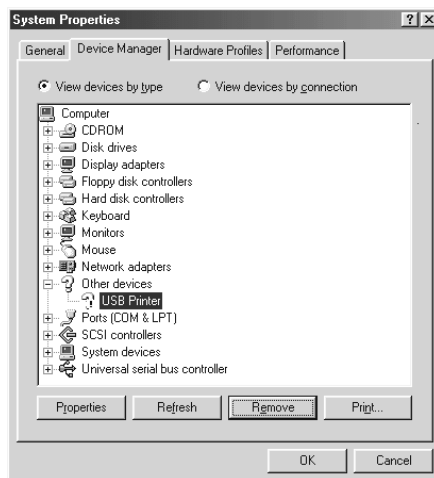 System Properties
General Device Manager Hardware Profiles Performance
View devices by type View devices by connection
Computer
CDROM
Disk drives
Display adapters
Floppy disk controllers
Hard disk controllers
Keyboard
Monitors
Mouse
Network adapters
Other devices
USB Printer
Ports (COM & LPT)
SCSI controllers
System devices
Universal serial bus controller
Properties Refresh Remove Print...
OK Cancel